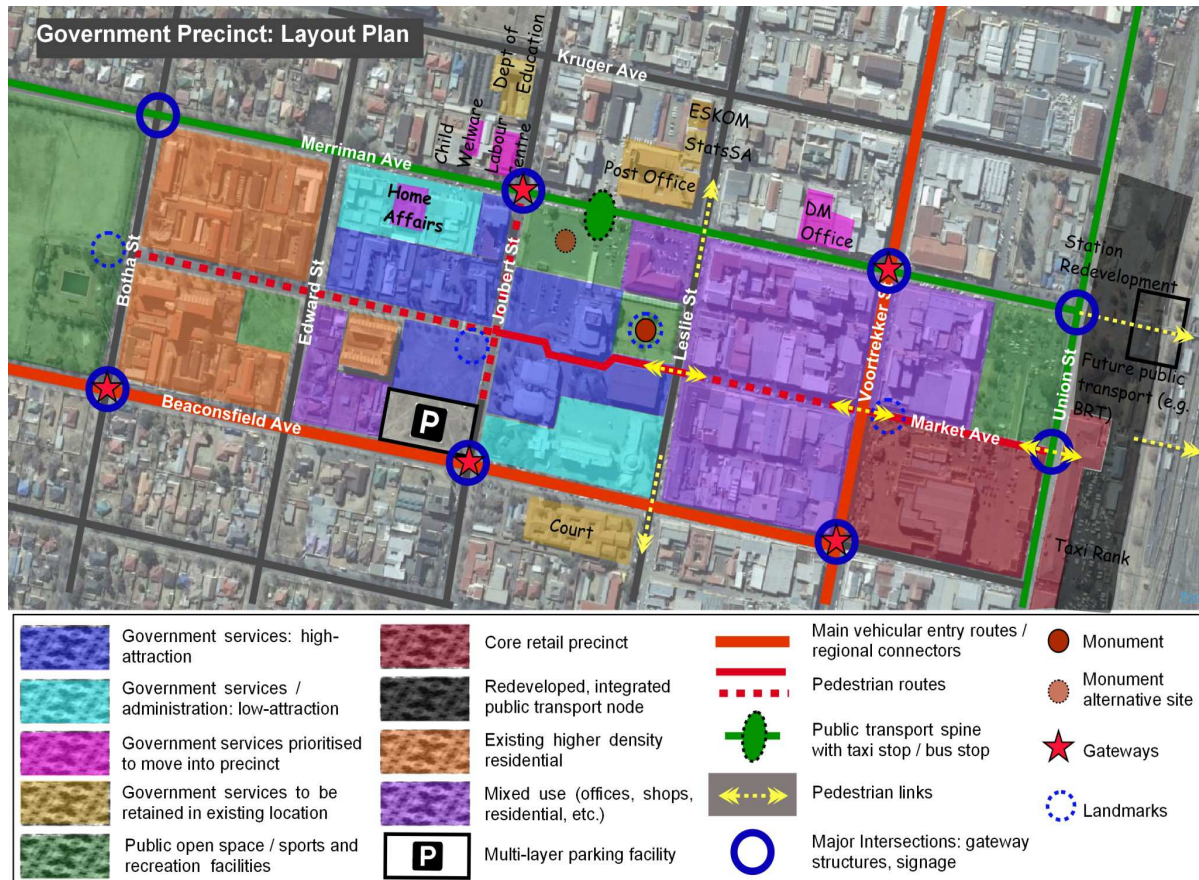 Government Precinct: Layout Plan
Kruger Ave
Dept of
Education
Child
Welware
Labour
Centre
ESKOM
StatsSA
Post Office
Merriman Ave
Home
Affairs
DM
Office
Station
Redevelopment
Botha St
Edward St
Joubert St
Leslie St
Voortrekker St
Union St
Future public
transport (e.g.
BRT)
Beaconsfield Ave
Market Ave
P
Court
Taxi Rank
Government services: high-
attraction
Government services /
administration: low-attraction
Government services prioritised
to move into precinct
Government services to be
retained in existing location
Public open space / sports and
recreation facilities
Core retail precinct
Redeveloped, integrated
public transport node
Existing higher density
residential
Mixed use (offices, shops,
residential, etc.)
P
Multi-layer parking facility
Main vehicular entry routes /
regional connectors
Pedestrian routes
Public transport spine
with taxi stop / bus stop
Pedestrian links
Major Intersections: gateway
structures, signage
Monument
Monument
alternative site
Gateways
Landmarks